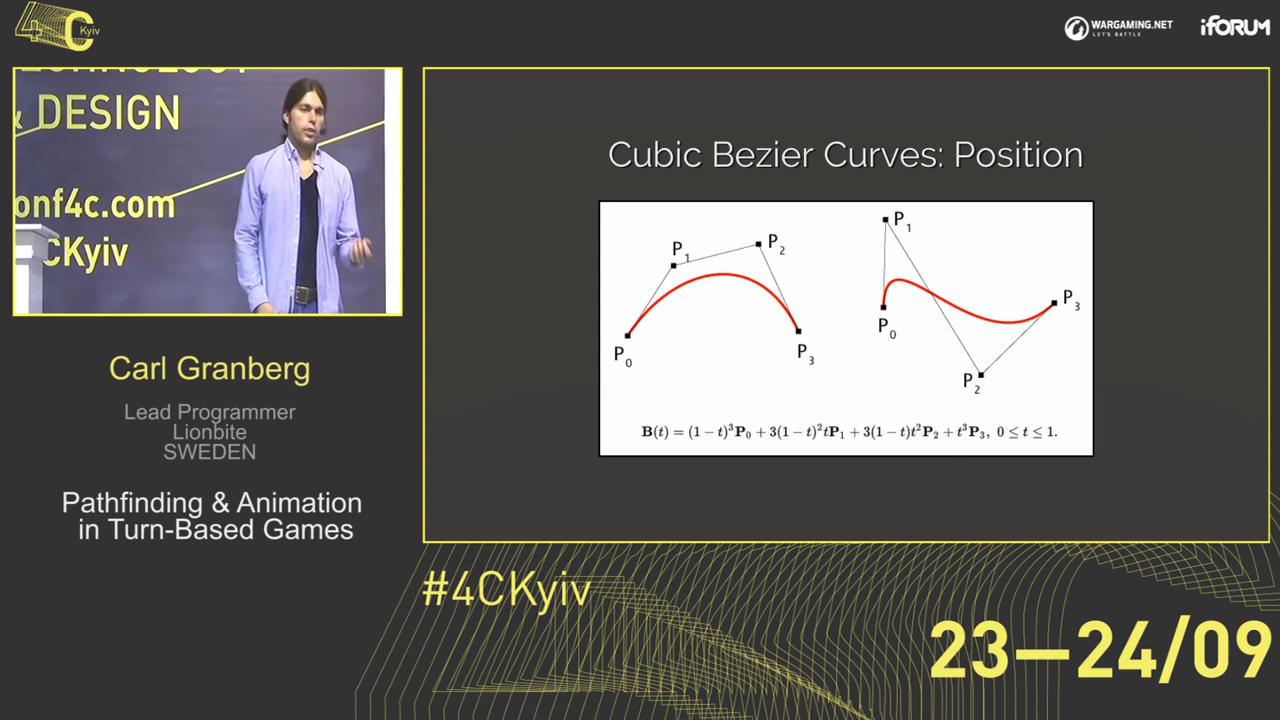 4C Kyiv
WARGAMING.NET
LET'S BATTLE
iFORUM
TECHNOLOGY
& DESIGN
onf4c.com
CKyiv
Carl Granberg
Lead Programmer
Lionbite
SWEDEN
Pathfinding & Animation
in Turn-Based Games
Cubic Bezier Curves: Position
P1
P2
P0
P3
P1
P3
P0
P2
B(t) = (1 − t)³P₀ + 3(1 − t)²tP₁ + 3(1 − t)t²P₂ + t³P₃, 0 ≤ t ≤ 1.
#4CKyiv
23—24/09